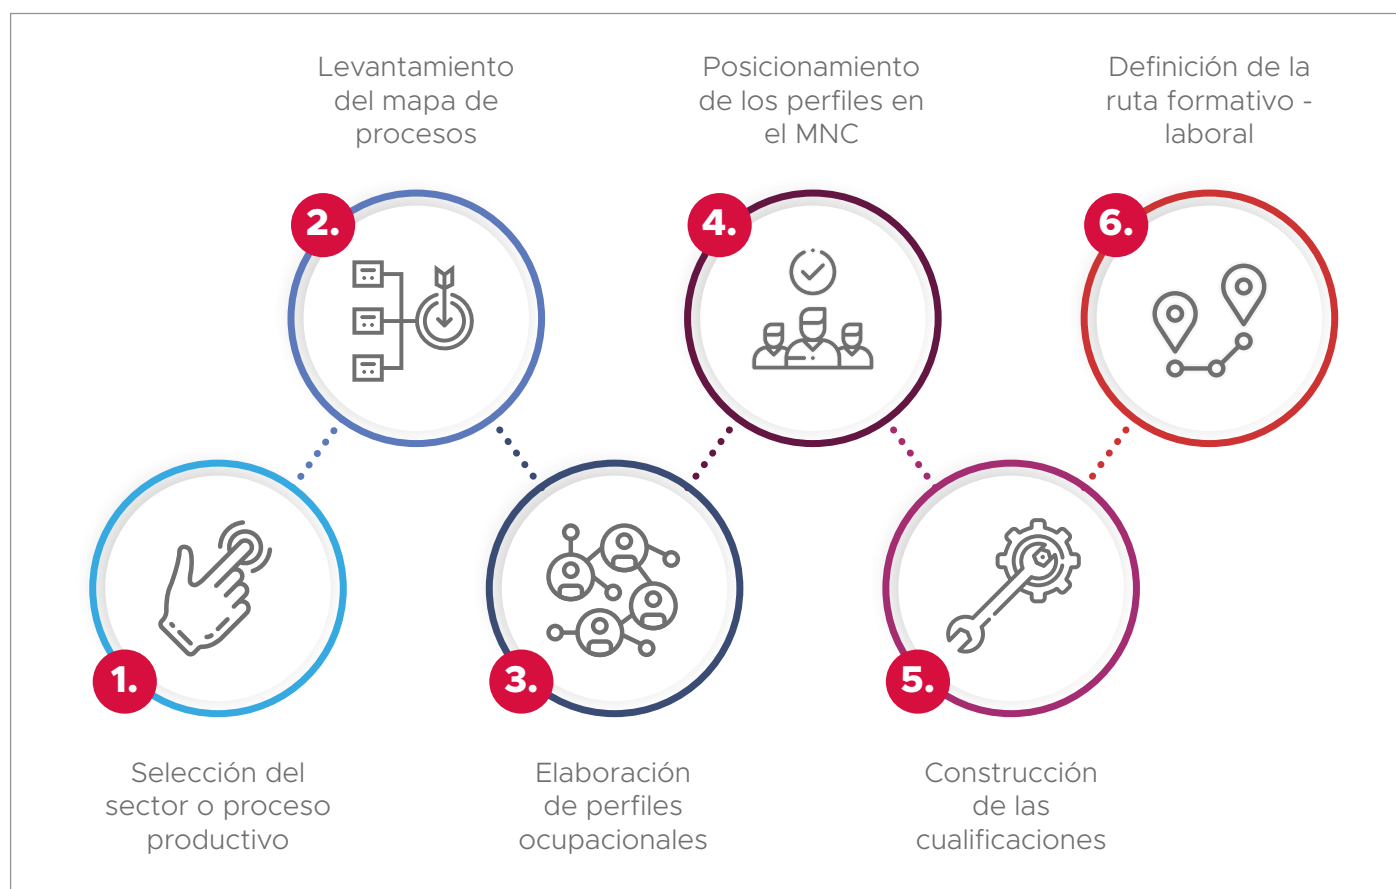 1.
Selección del
sector o proceso
productivo
2.
Levantamiento
del mapa de
procesos
3.
Elaboración
de perfiles
ocupacionales
4.
Posicionamiento
de los perfiles en
el MNC
5.
Construcción
de las
cualificaciones
6.
Definición de la
ruta formativo -
laboral